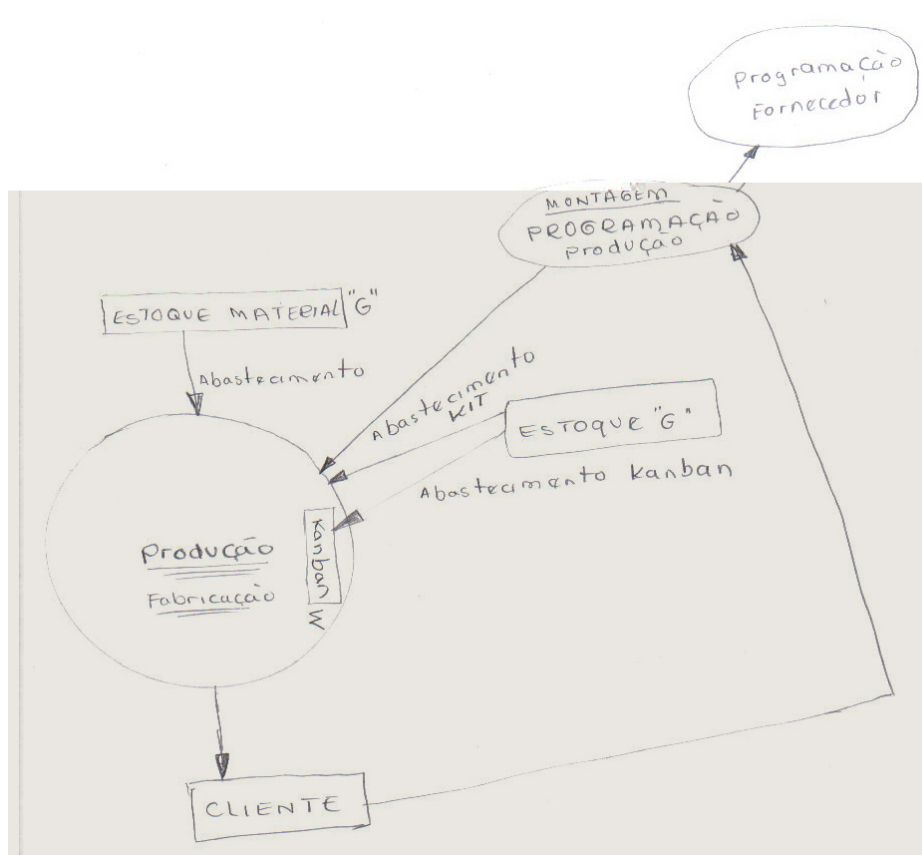 Programação
Fornecedor
MONTAGEM
PROGRAMAÇÃO
Produção
ESTOQUE MATERIAL "G"
Abastecimento
Abastecimento
KIT
ESTOQUE "G"
Abastecimento Kanban
Produção
Fabricação
Kanban
W
CLIENTE